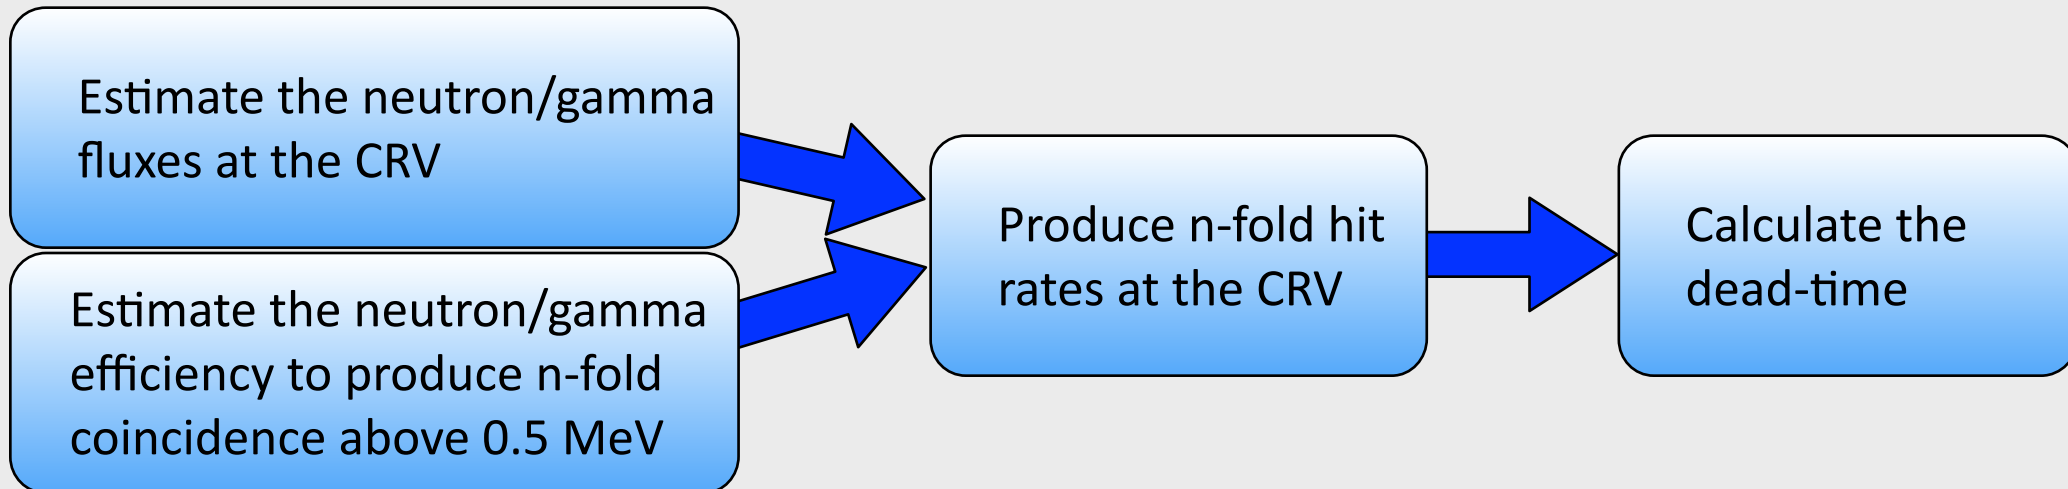 Estimate the neutron/gamma
fluxes at the CRV
Estimate the neutron/gamma
efficiency to produce n-fold
coincidence above 0.5 MeV
Produce n-fold hit
rates at the CRV
Calculate the
dead-time